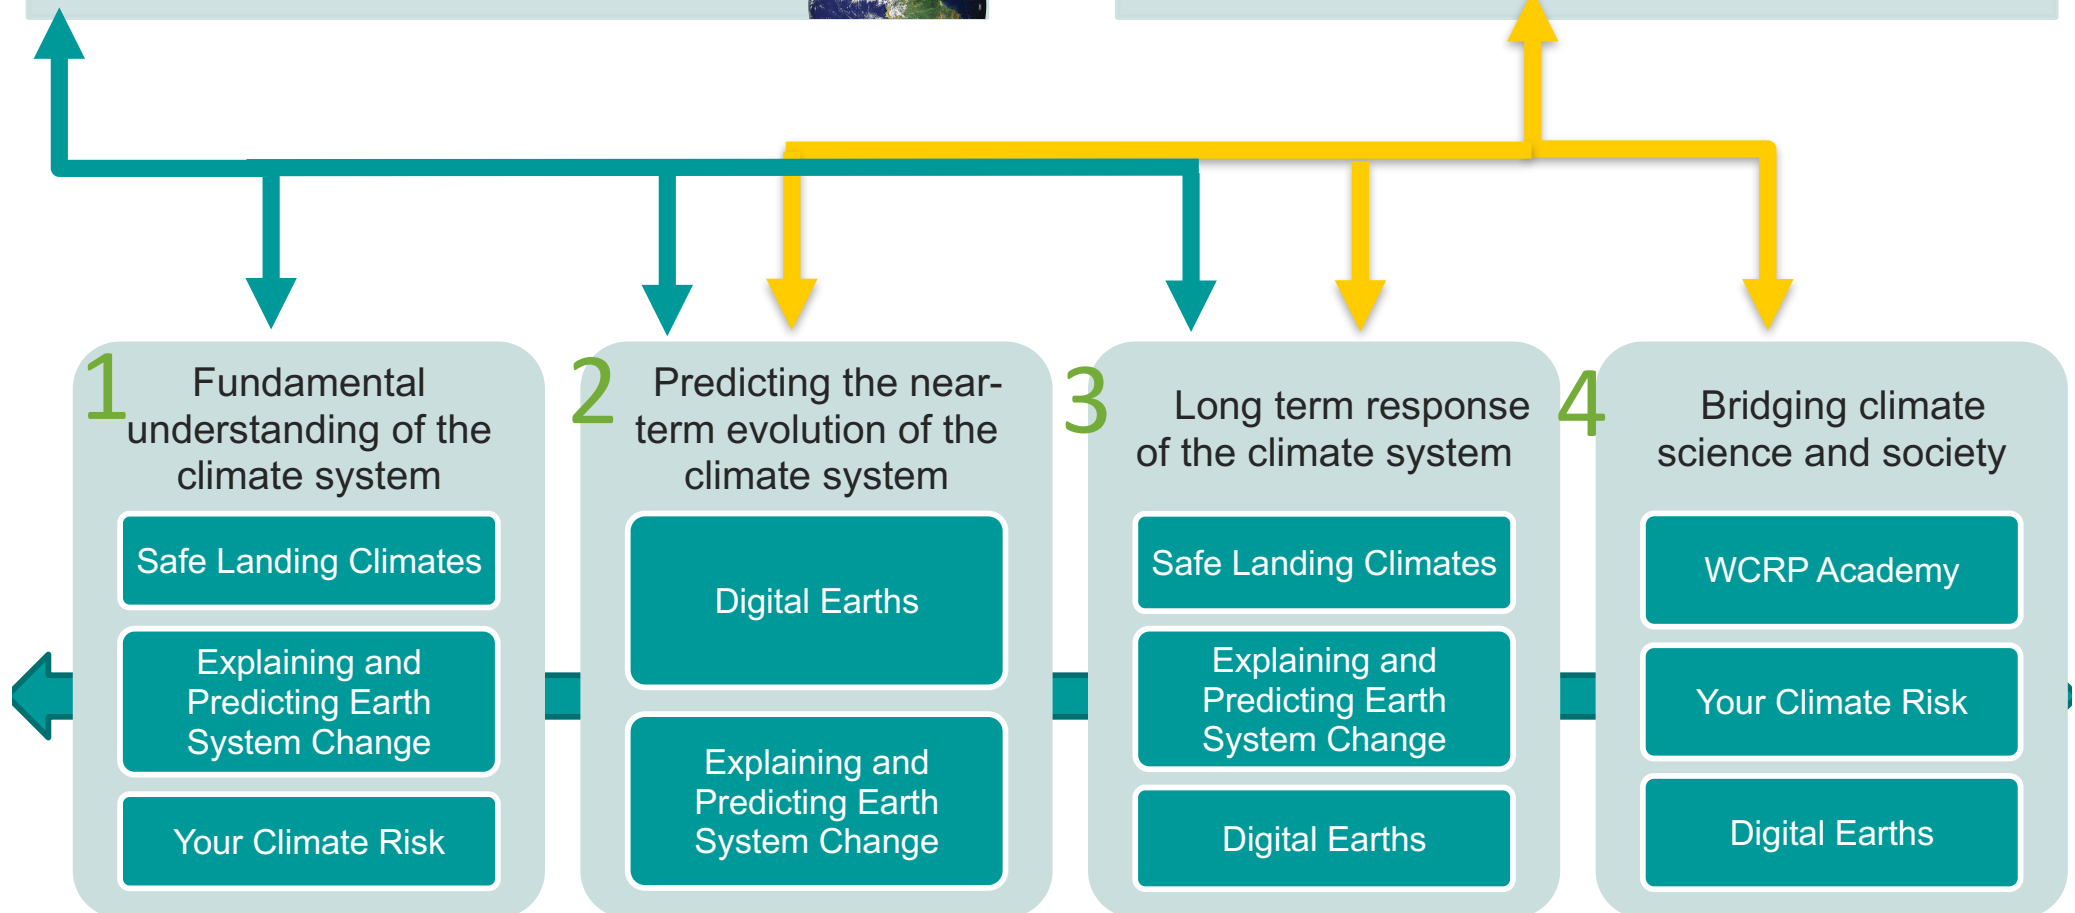 1
Fundamental
understanding of the
climate system
Safe Landing Climates
Explaining and
Predicting Earth
System Change
Your Climate Risk
2
Predicting the near-
term evolution of the
climate system
Digital Earths
Explaining and
Predicting Earth
System Change
3
Long term response
of the climate system
Safe Landing Climates
Explaining and
Predicting Earth
System Change
Digital Earths
4
Bridging climate
science and society
WCRP Academy
Your Climate Risk
Digital Earths